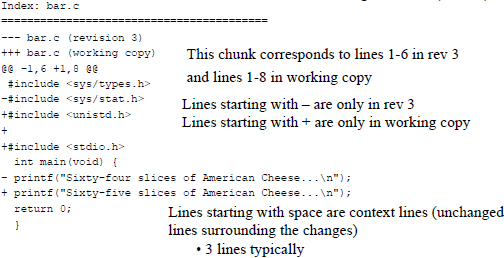 Index: bar.c
===================================
--- bar.c (revision 3)
+++ bar.c (working copy)
This chunk corresponds to lines 1-6 in rev 3
@@ -1,6 +1,8 @@
and lines 1-8 in working copy
 #include <sys/types.h>
-#include <sys/stat.h>
Lines starting with – are only in rev 3
+#include <unistd.h>
Lines starting with + are only in working copy
+
+#include <stdio.h>
 int main(void) {
- printf("Sixty-four slices of American Cheese...\n");
+ printf("Sixty-five slices of American Cheese...\n");
 return 0;
 }
Lines starting with space are context lines (unchanged
lines surrounding the changes)
• 3 lines typically